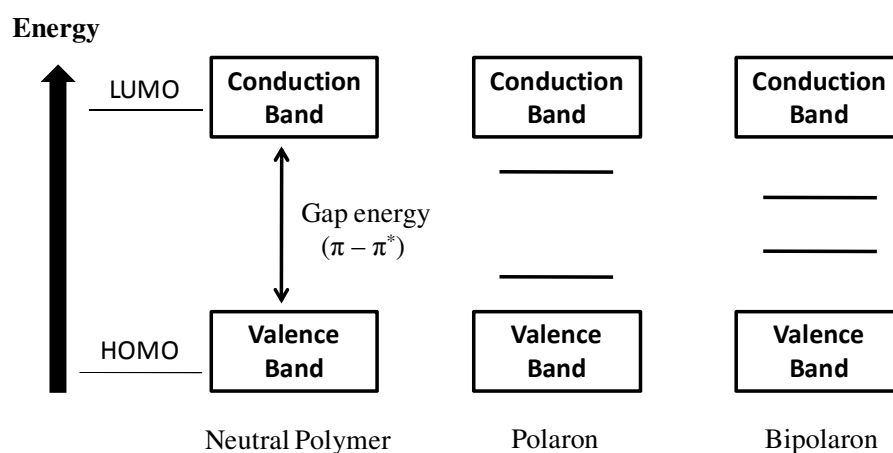 Energy
LUMO
Conduction
Band
Conduction
Band
Conduction
Band
Gap energy
(π – π*)
HOMO
Valence
Band
Valence
Band
Valence
Band
Neutral Polymer
Polaron
Bipolaron